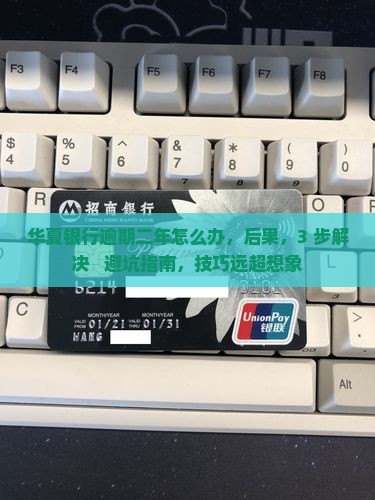 F3 F4 F5 F6 F7 F8
$ 4 % 5 ^ 6 & 7 * 8 ( 9 ) 0
招商銀行
CHINA MERCHANTS BANK
华夏银行逾期一年怎么办，后果，3 步解
决，避坑指南，技巧远超想象
6214
MONTH/YEAR MONTH/YEAR
VALID FROM 01/21 VALID THRU 01/31
WANG
UnionPay
银联
C
Alt